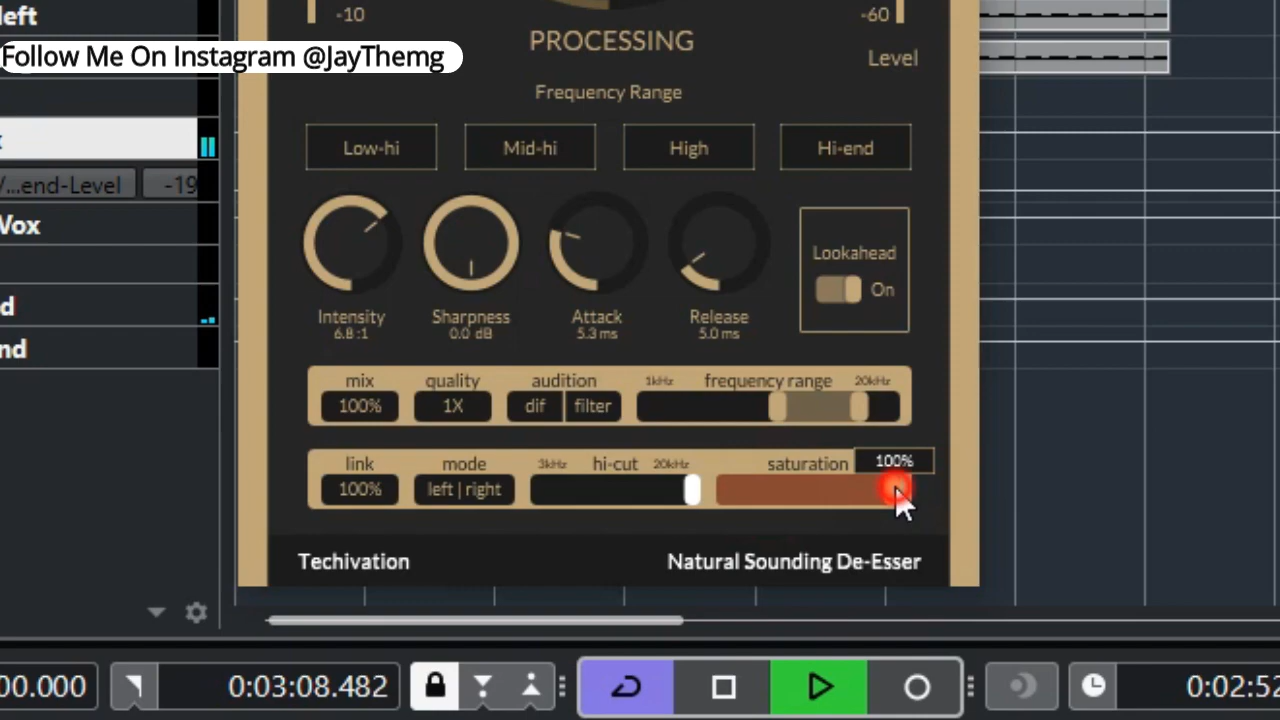 left
-10
-60
PROCESSING
Follow Me On Instagram @JayThemg
Level
Frequency Range
Low-hi
Mid-hi
High
Hi-end
/...end-Level
-19
Vox
Lookahead
On
Intensity
6.8 :1
Sharpness
0.0 dB
Attack
5.3 ms
Release
5.0 ms
d
nd
mix
quality
audition
1kHz
frequency range
20kHz
100%
1X
dif
filter
link
mode
3kHz
hi-cut
20kHz
saturation
100%
100%
left | right
Techivation
Natural Sounding De-Esser
00.000
0:03:08.482
0:02:52